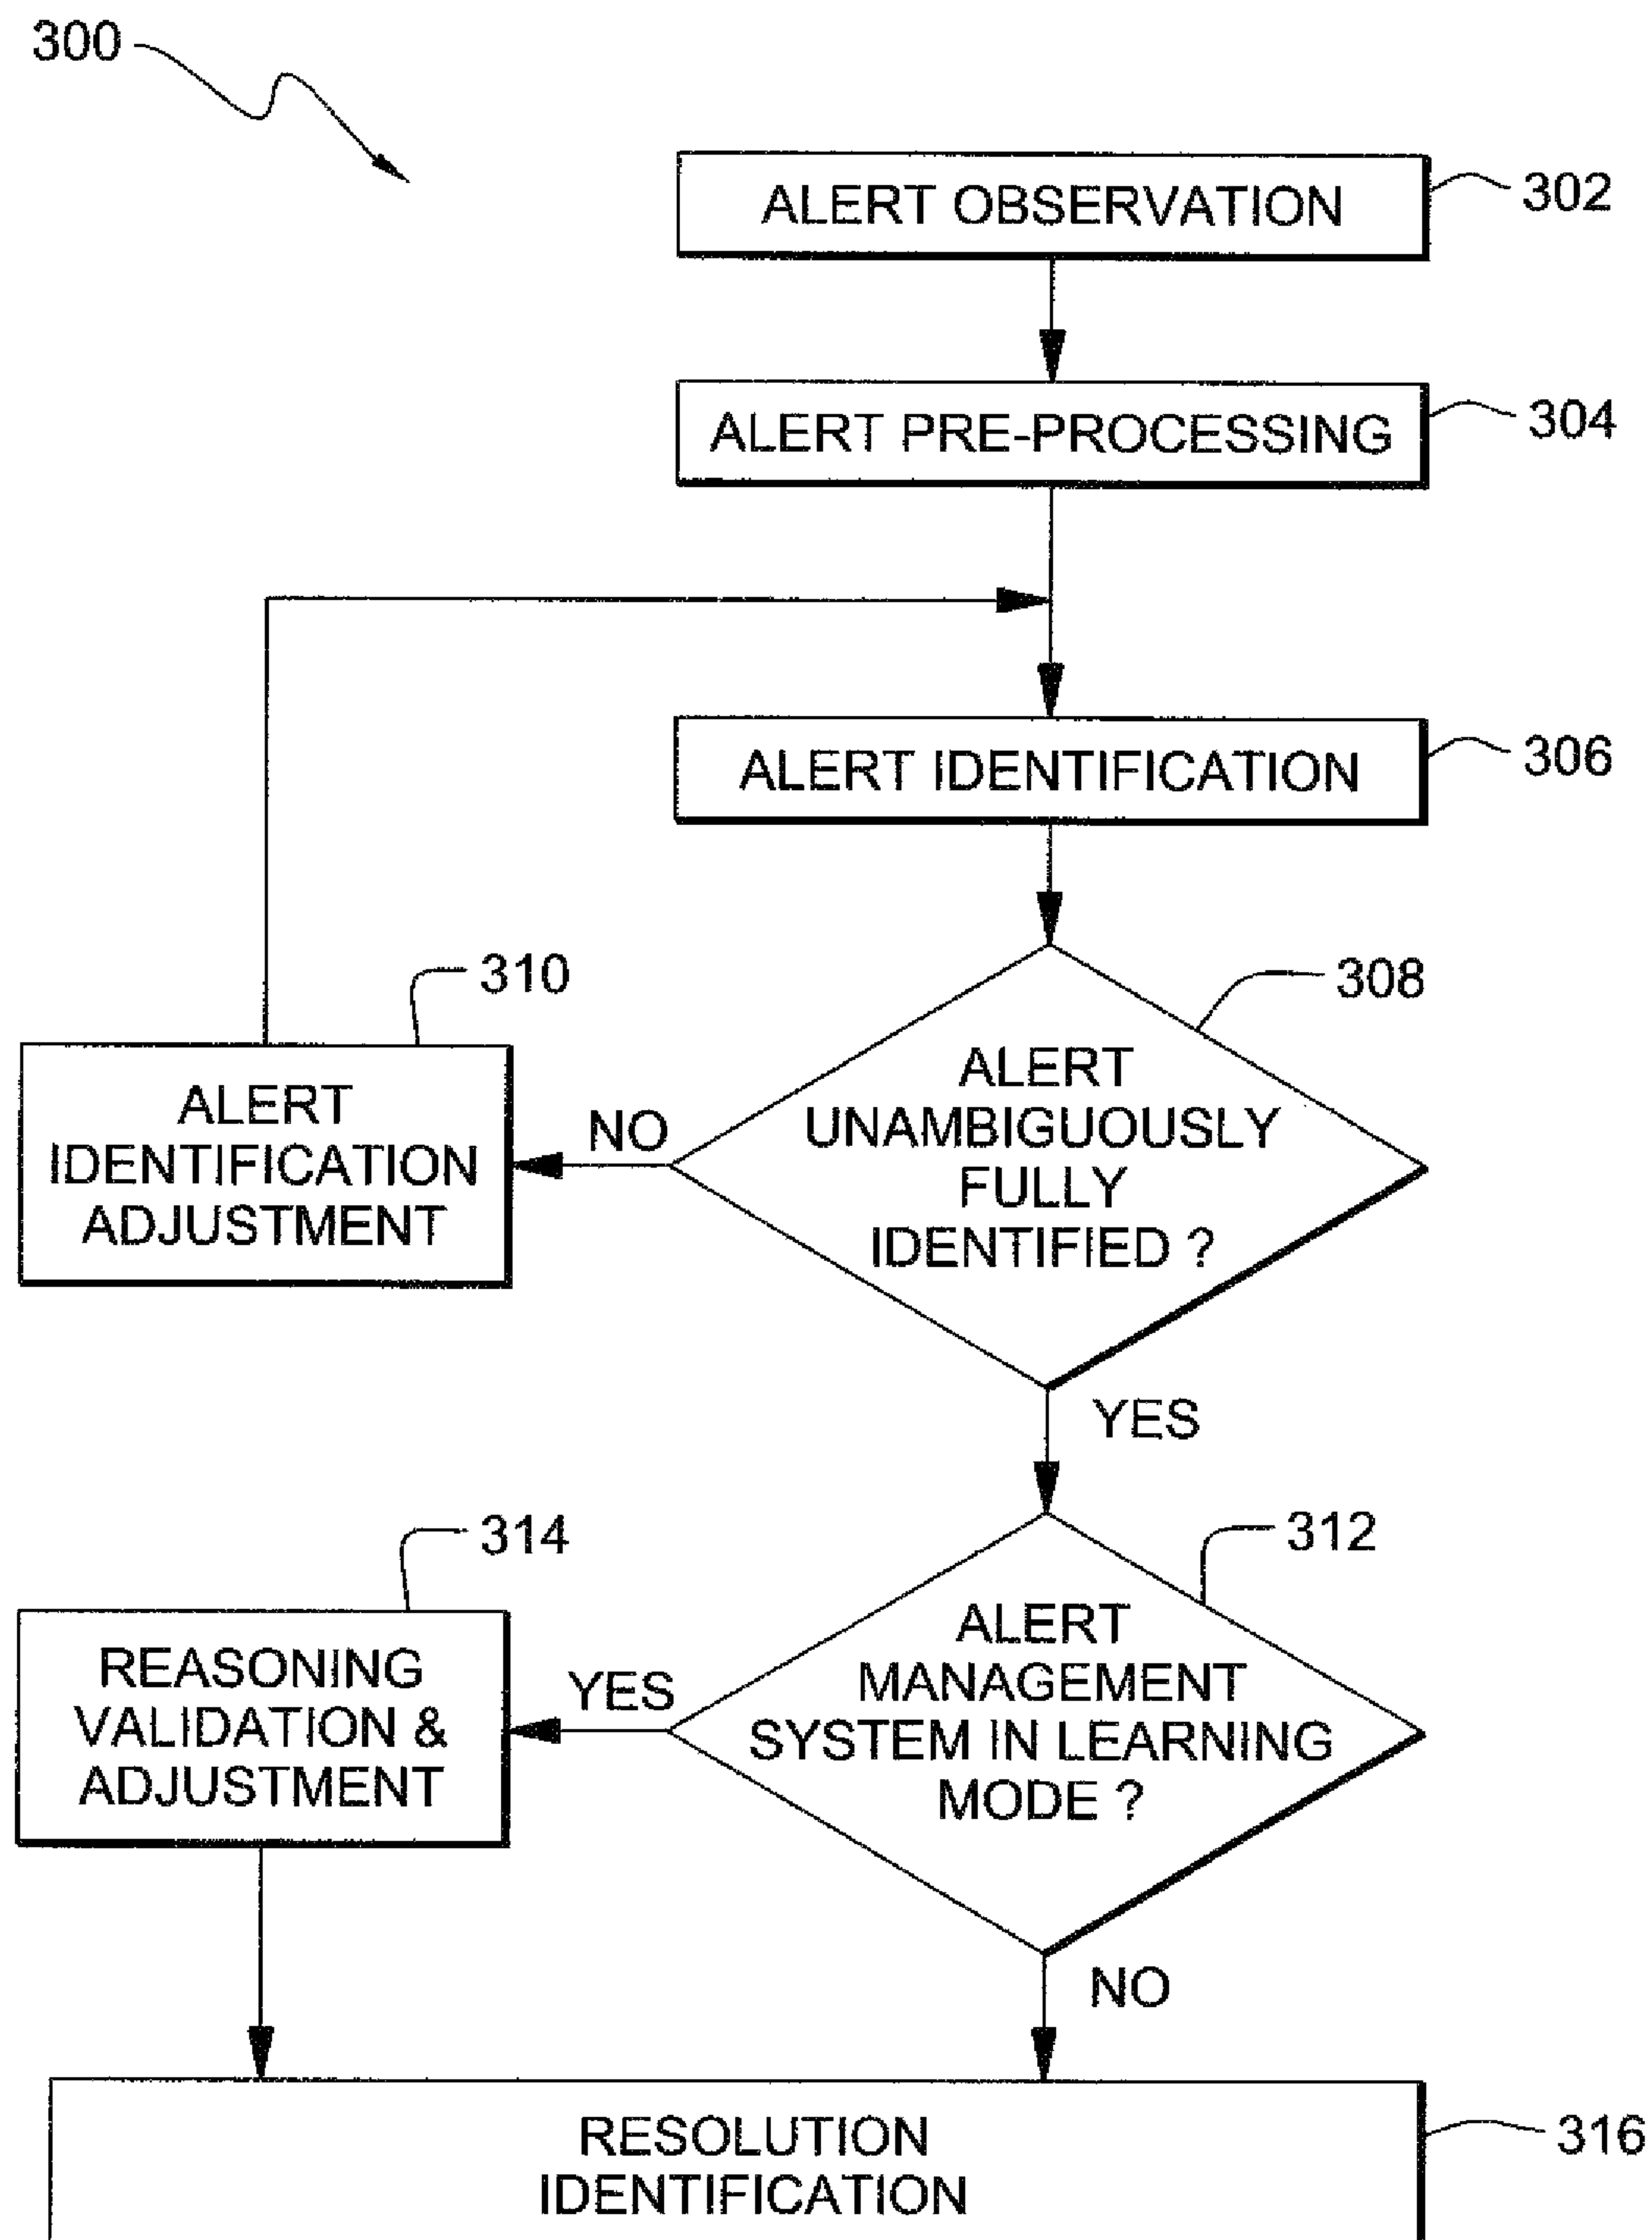 300
ALERT OBSERVATION
302
ALERT PRE-PROCESSING
304
ALERT IDENTIFICATION
306
308
ALERT
UNAMBIGUOUSLY
FULLY
IDENTIFIED ?
NO
310
ALERT
IDENTIFICATION
ADJUSTMENT
YES
312
ALERT
MANAGEMENT
SYSTEM IN LEARNING
MODE ?
YES
314
REASONING
VALIDATION &
ADJUSTMENT
NO
RESOLUTION
IDENTIFICATION
316